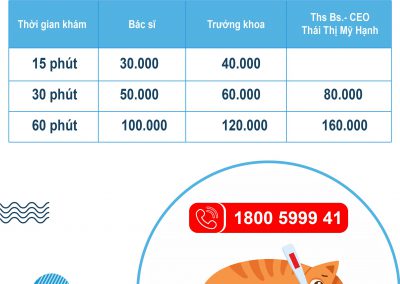 Thời gian khám Bác sĩ Trưởng khoa Ths Bs.- CEO
Thái Thị Mỹ Hạnh
15 phút 30.000 40.000
30 phút 50.000 60.000 80.000
60 phút 100.000 120.000 160.000
1800 5999 41